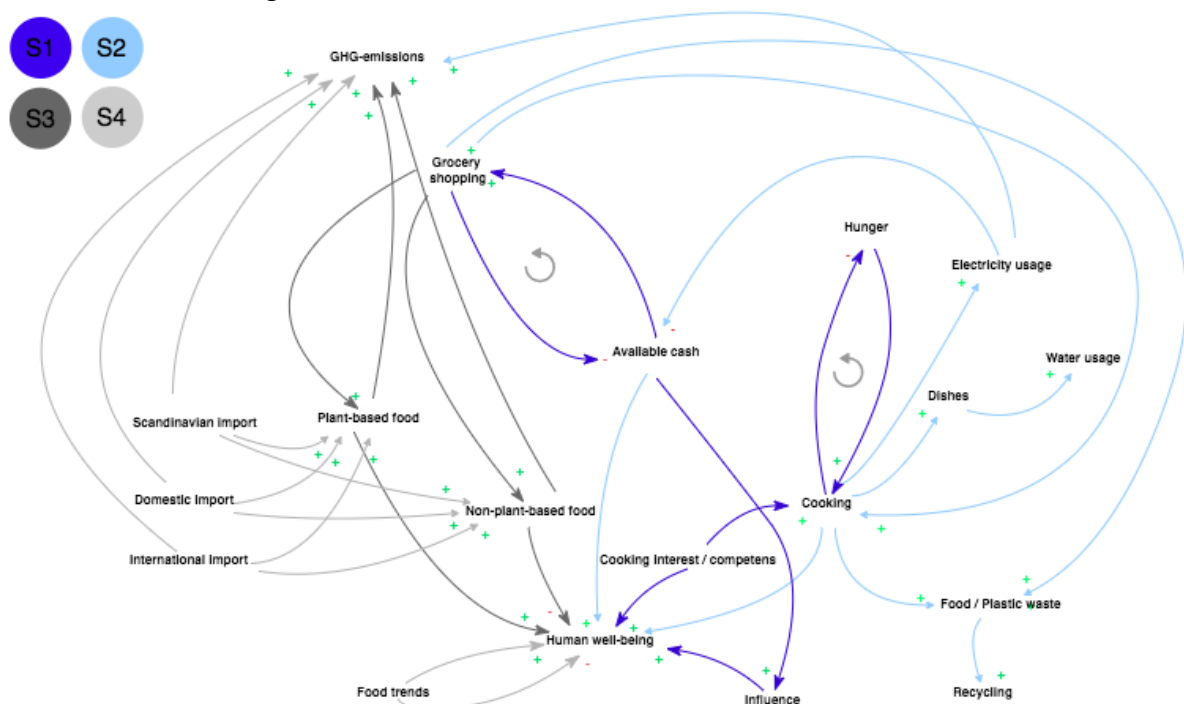 S1
S2
S3
S4
GHG-emissions
Grocery
shopping
Hunger
Electricity usage
Available cash
Water usage
Dishes
Scandinavian import
Plant-based food
Domestic import
Non-plant-based food
Cooking
International import
Cooking Interest / competens
Food / Plastic waste
Human well-being
Food trends
Influence
Recycling